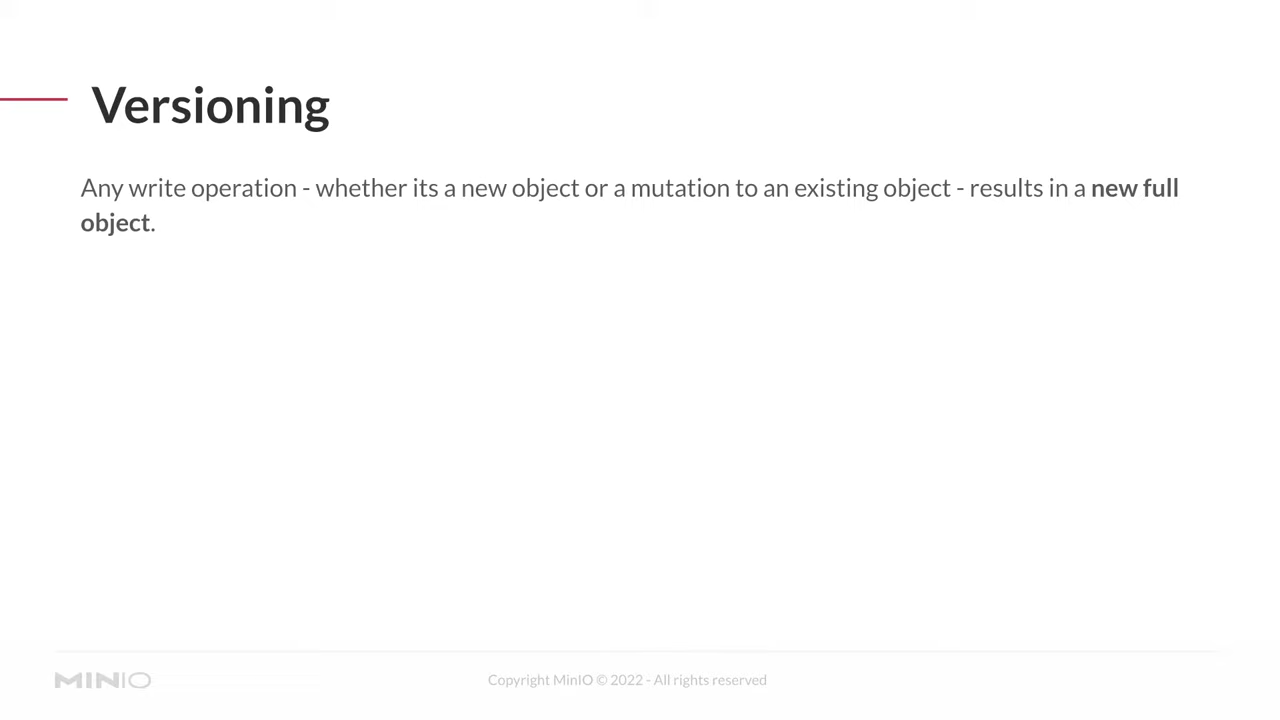 Versioning
Any write operation - whether its a new object or a mutation to an existing object - results in a new full
object.
MINIO
Copyright MinIO © 2022 - All rights reserved